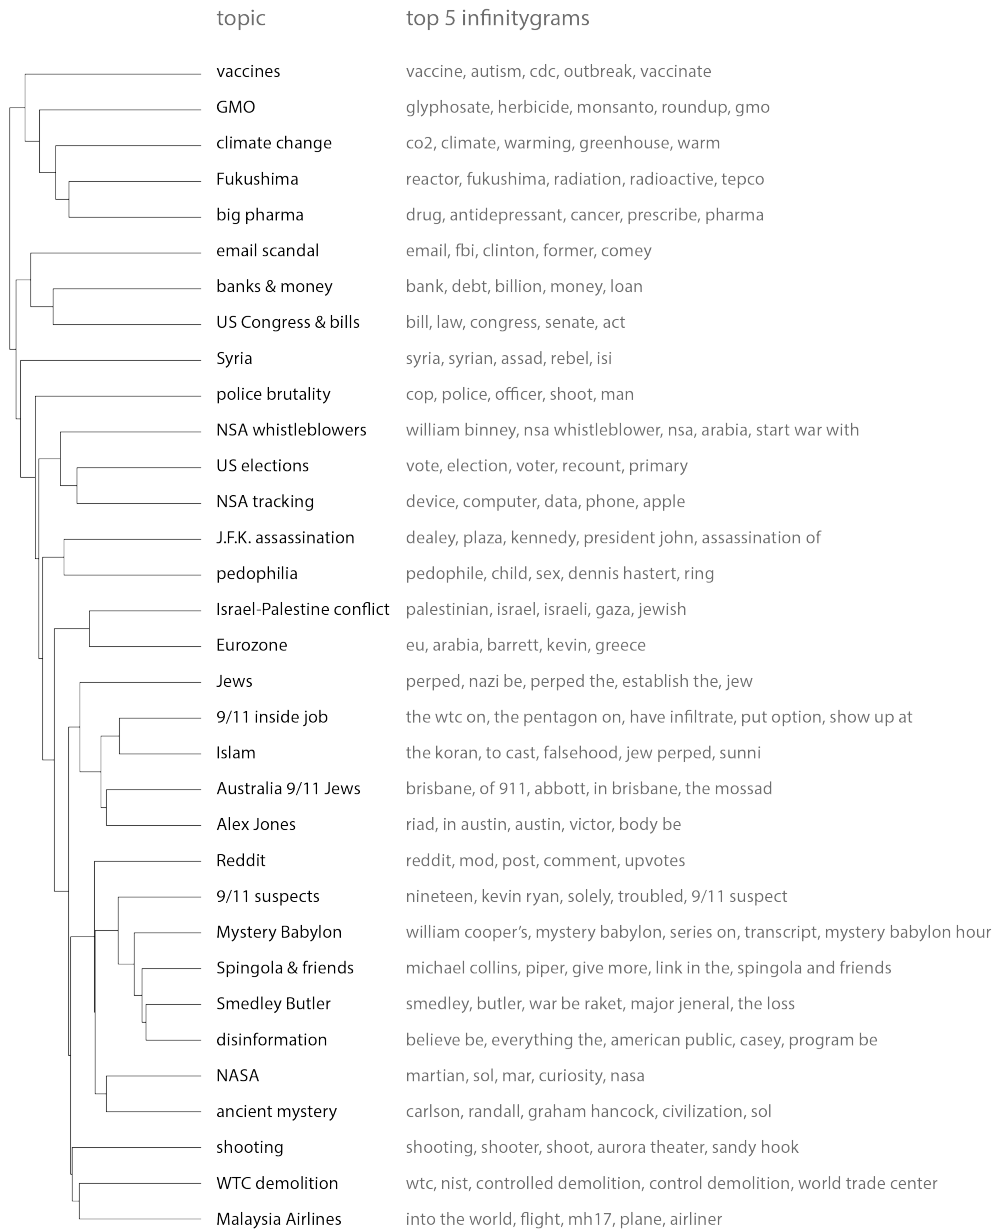 topic top 5 infinitygrams
vaccines vaccine, autism, cdc, outbreak, vaccinate
GMO glyphosate, herbicide, monsanto, roundup, gmo
climate change co2, climate, warming, greenhouse, warm
Fukushima reactor, fukushima, radiation, radioactive, tepco
big pharma drug, antidepressant, cancer, prescribe, pharma
email scandal email, fbi, clinton, former, comey
banks & money bank, debt, billion, money, loan
US Congress & bills bill, law, congress, senate, act
Syria syria, syrian, assad, rebel, isi
police brutality cop, police, officer, shoot, man
NSA whistleblowers william binney, nsa whistleblower, nsa, arabia, start war with
US elections vote, election, voter, recount, primary
NSA tracking device, computer, data, phone, apple
J.F.K. assassination dealey, plaza, kennedy, president john, assassination of
pedophilia pedophile, child, sex, dennis hastert, ring
Israel-Palestine conflict palestinian, israel, israeli, gaza, jewish
Eurozone eu, arabia, barrett, kevin, greece
Jews perped, nazi be, perped the, establish the, jew
9/11 inside job the wtc on, the pentagon on, have infiltrate, put option, show up at
Islam the koran, to cast, falsehood, jew perped, sunni
Australia 9/11 Jews brisbane, of 911, abbott, in brisbane, the mossad
Alex Jones riad, in austin, austin, victor, body be
Reddit reddit, mod, post, comment, upvotes
9/11 suspects nineteen, kevin ryan, solely, troubled, 9/11 suspect
Mystery Babylon william cooper's, mystery babylon, series on, transcript, mystery babylon hour
Spingola & friends michael collins, piper, give more, link in the, spingola and friends
Smedley Butler smedley, butler, war be raket, major jeneral, the loss
disinformation believe be, everything the, american public, casey, program be
NASA martian, sol, mar, curiosity, nasa
ancient mystery carlson, randall, graham hancock, civilization, sol
shooting shooting, shooter, shoot, aurora theater, sandy hook
WTC demolition wtc, nist, controlled demolition, control demolition, world trade center
Malaysia Airlines into the world, flight, mh17, plane, airliner